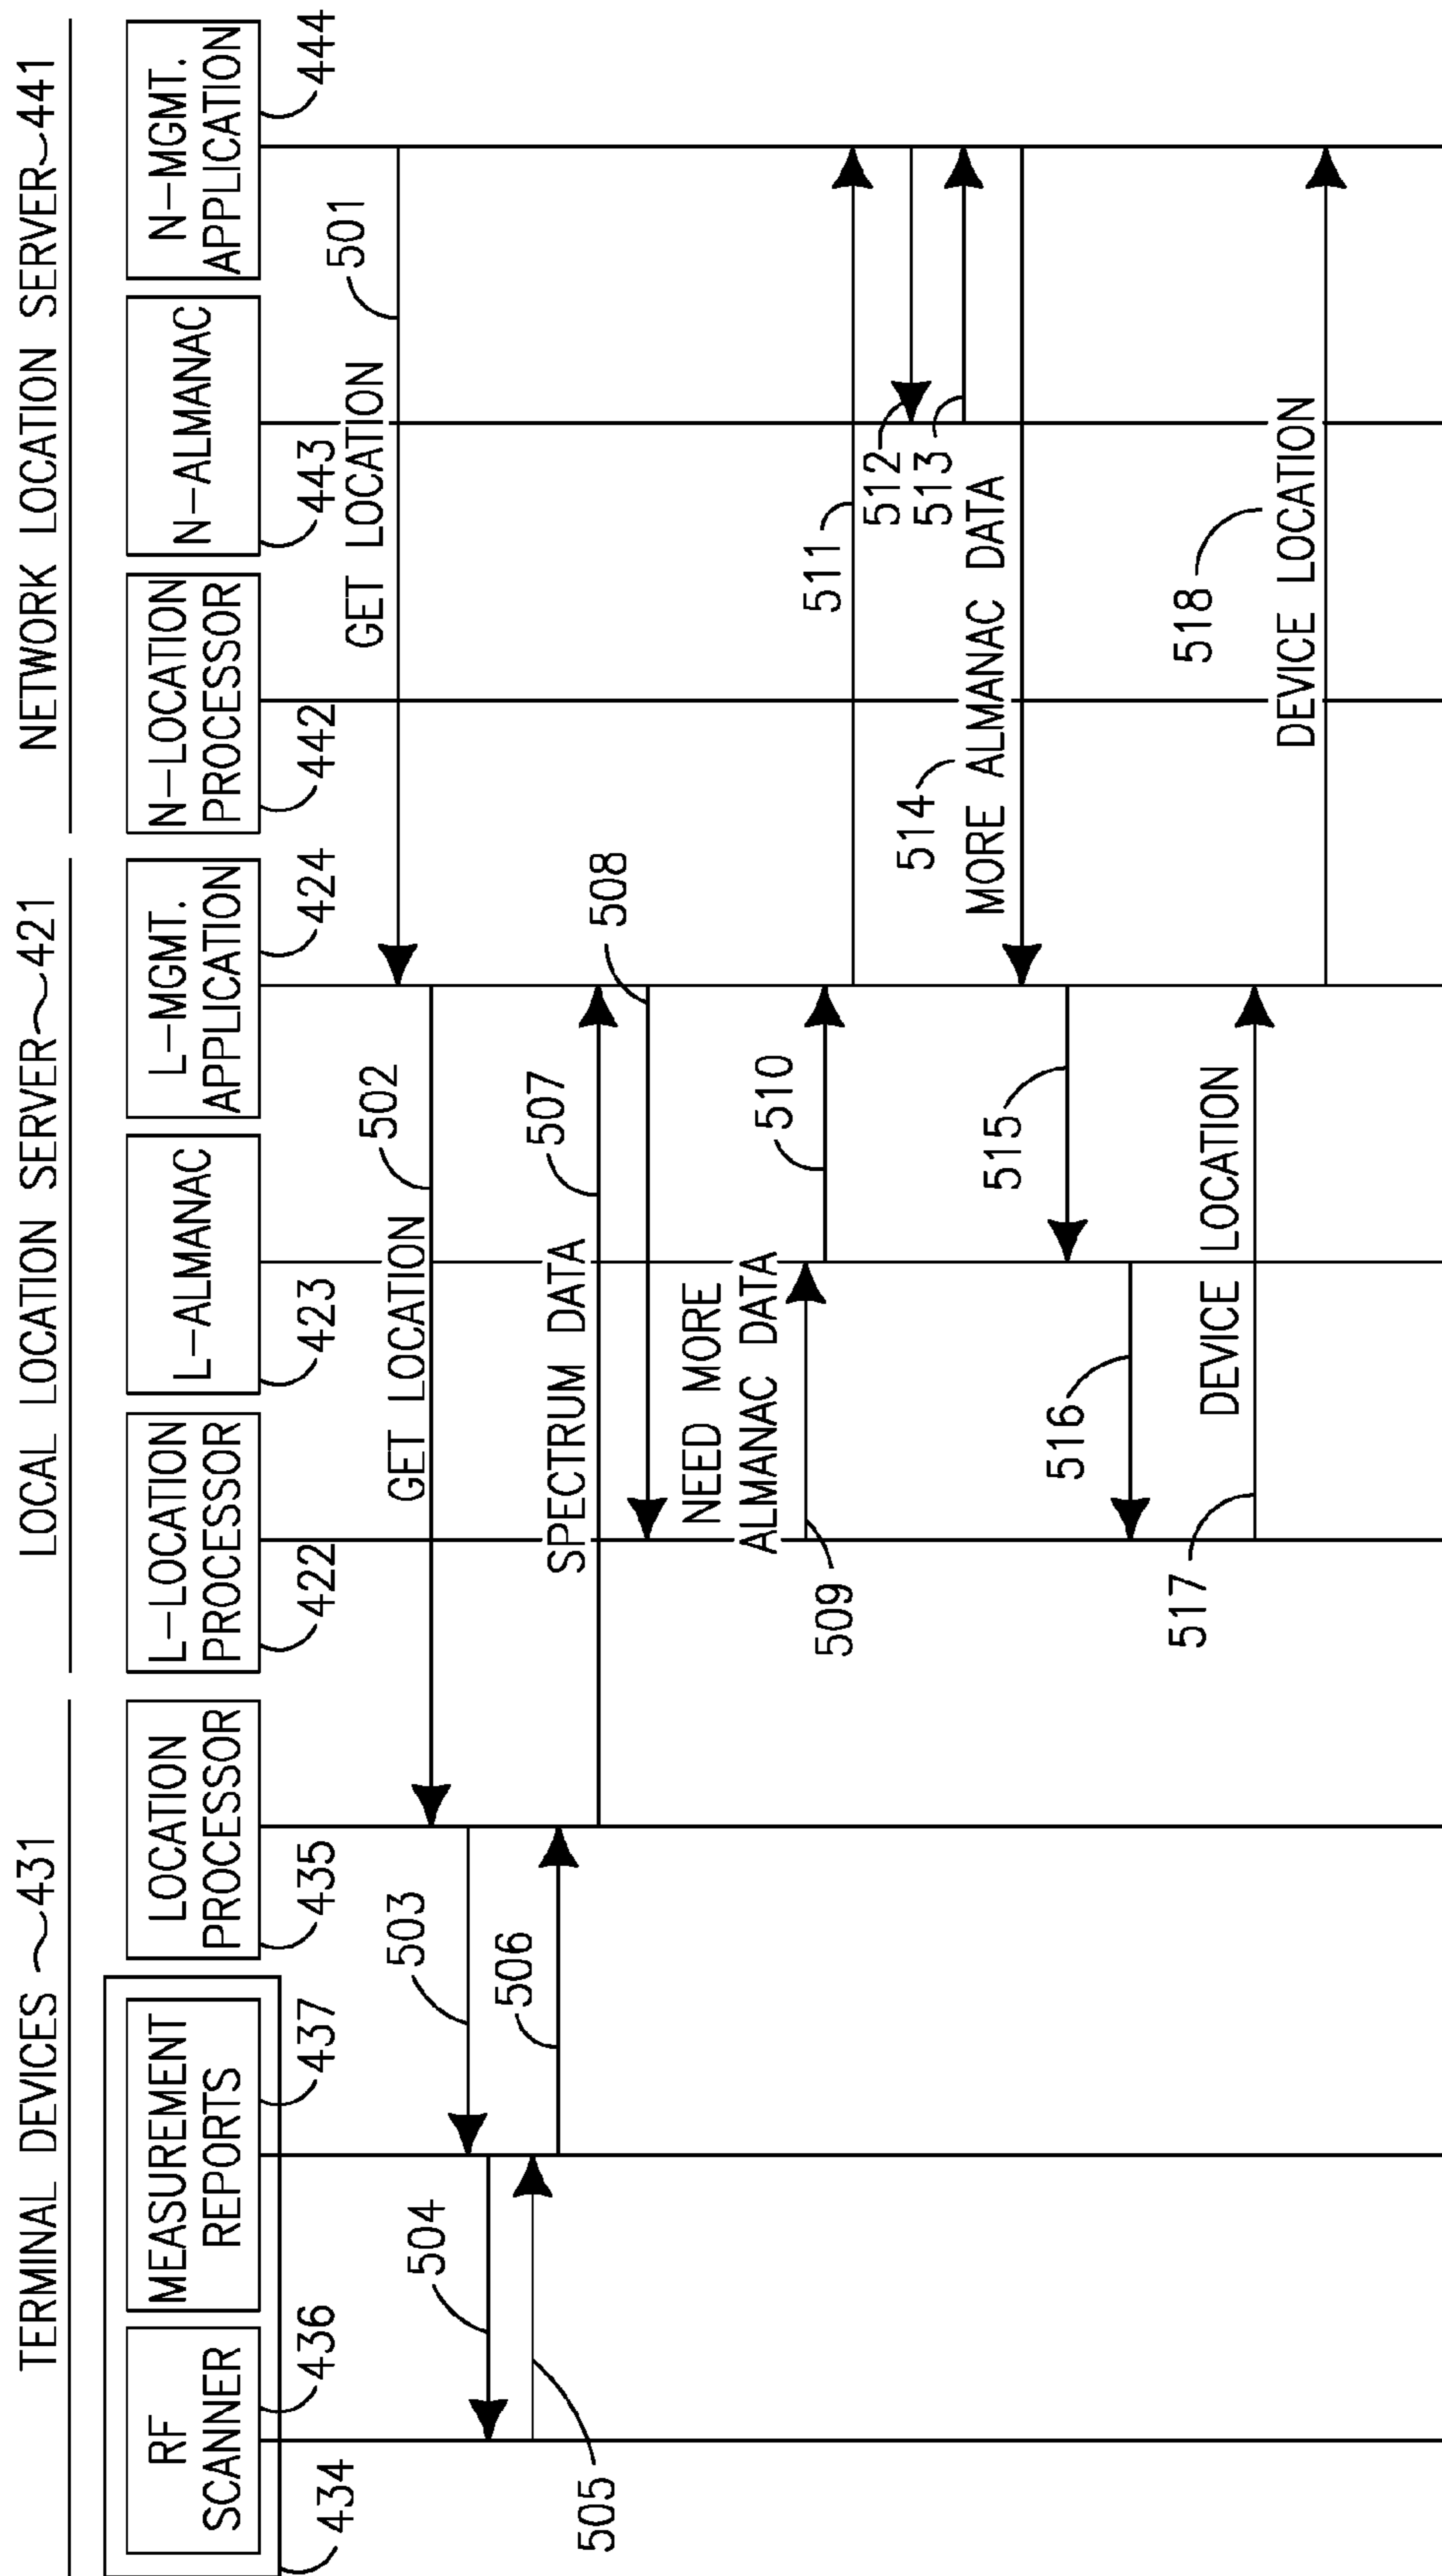 TERMINAL DEVICES ~431
LOCAL LOCATION SERVER~421
NETWORK LOCATION SERVER~441
RF
SCANNER
MEASUREMENT
REPORTS
LOCATION
PROCESSOR
L-LOCATION
PROCESSOR
L-ALMANAC
L-MGMT.
APPLICATION
N-LOCATION
PROCESSOR
N-ALMANAC
N-MGMT.
APPLICATION
434
436
437
435
422
423
424
442
443
444
501
GET LOCATION
502
GET LOCATION
503
504
505
506
507
SPECTRUM DATA
508
NEED MORE
ALMANAC DATA
509
510
511
512
513
514
MORE ALMANAC DATA
515
516
517
DEVICE LOCATION
518
DEVICE LOCATION